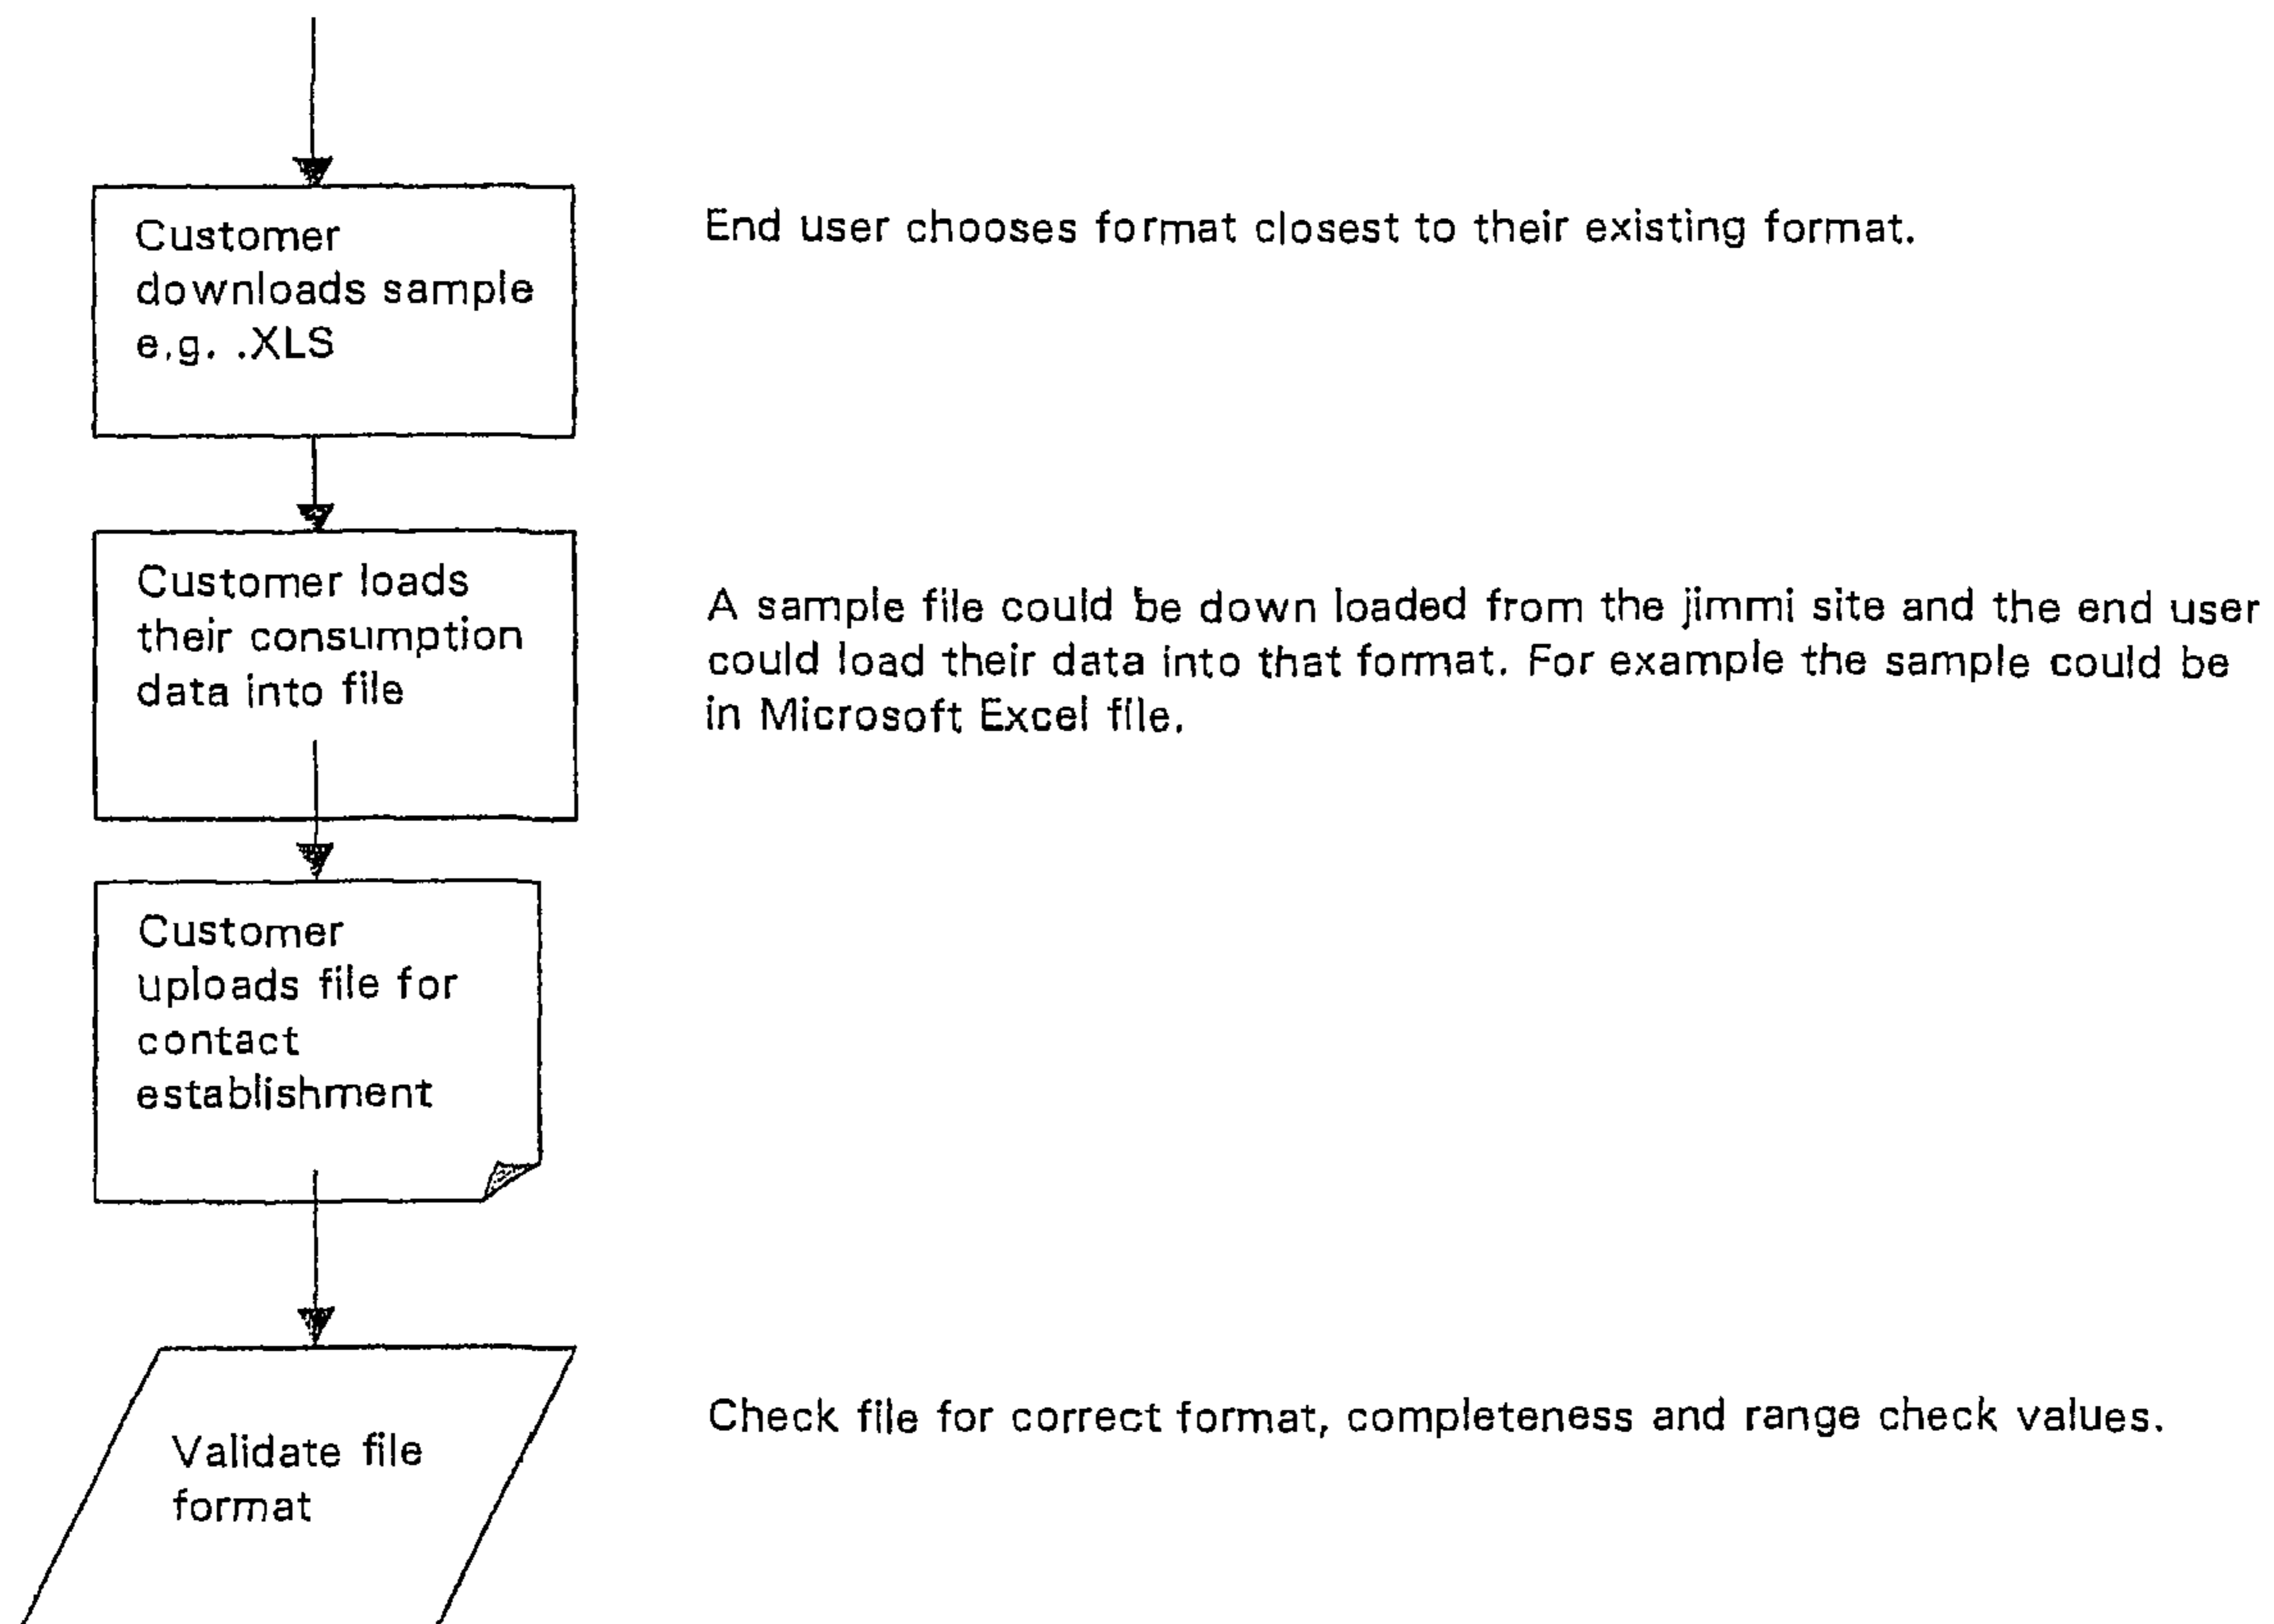 Customer
downloads sample
e.g. .XLS
End user chooses format closest to their existing format.
Customer loads
their consumption
data into file
A sample file could be down loaded from the jimmi site and the end user
could load their data into that format. For example the sample could be
in Microsoft Excel file.
Customer
uploads file for
contact
establishment
Validate file
format
Check file for correct format, completeness and range check values.